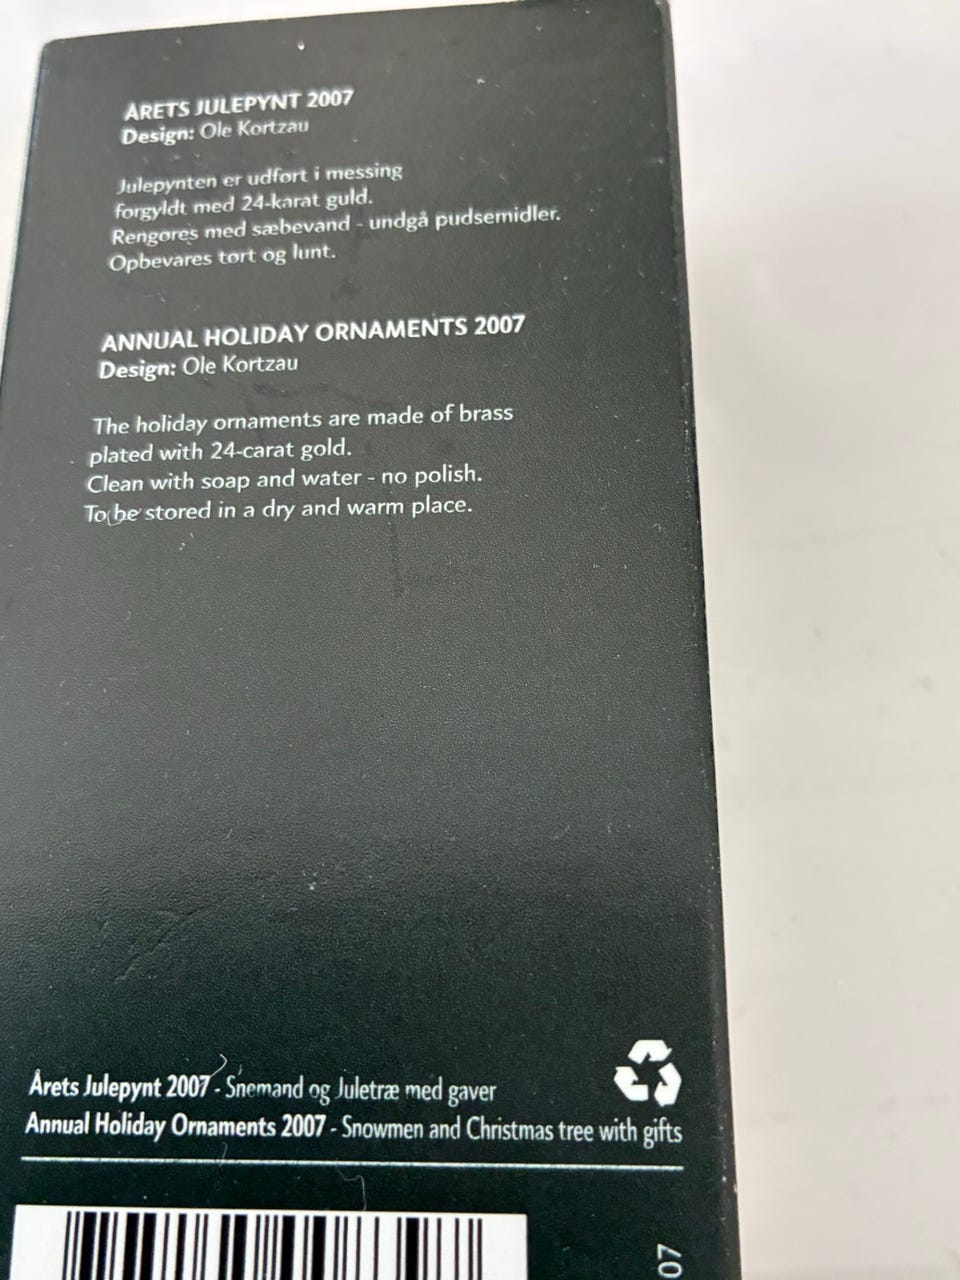 ÅRETS JULEPYNT 2007
Design: Ole Kortzau
Julepynten er udført i messing
forgyldt med 24-karat guld.
Rengøres med sæbevand - undgå pudsemidler.
Opbevares tørt og lunt.
ANNUAL HOLIDAY ORNAMENTS 2007
Design: Ole Kortzau
The holiday ornaments are made of brass
plated with 24-carat gold.
Clean with soap and water - no polish.
To be stored in a dry and warm place.
Årets Julepynt 2007 - Snemand og Juletræ med gaver
Annual Holiday Ornaments 2007 - Snowmen and Christmas tree with gifts
07